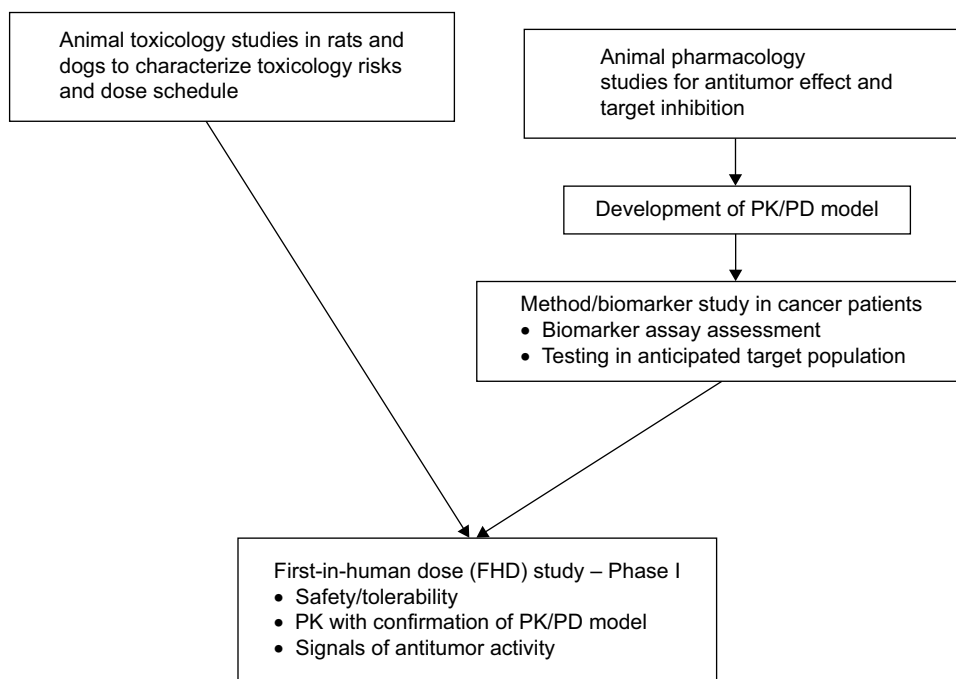 Animal toxicology studies in rats and
dogs to characterize toxicology risks
and dose schedule
Animal pharmacology
studies for antitumor effect and
target inhibition
Development of PK/PD model
Method/biomarker study in cancer patients
• Biomarker assay assessment
• Testing in anticipated target population
First-in-human dose (FHD) study – Phase I
• Safety/tolerability
• PK with confirmation of PK/PD model
• Signals of antitumor activity